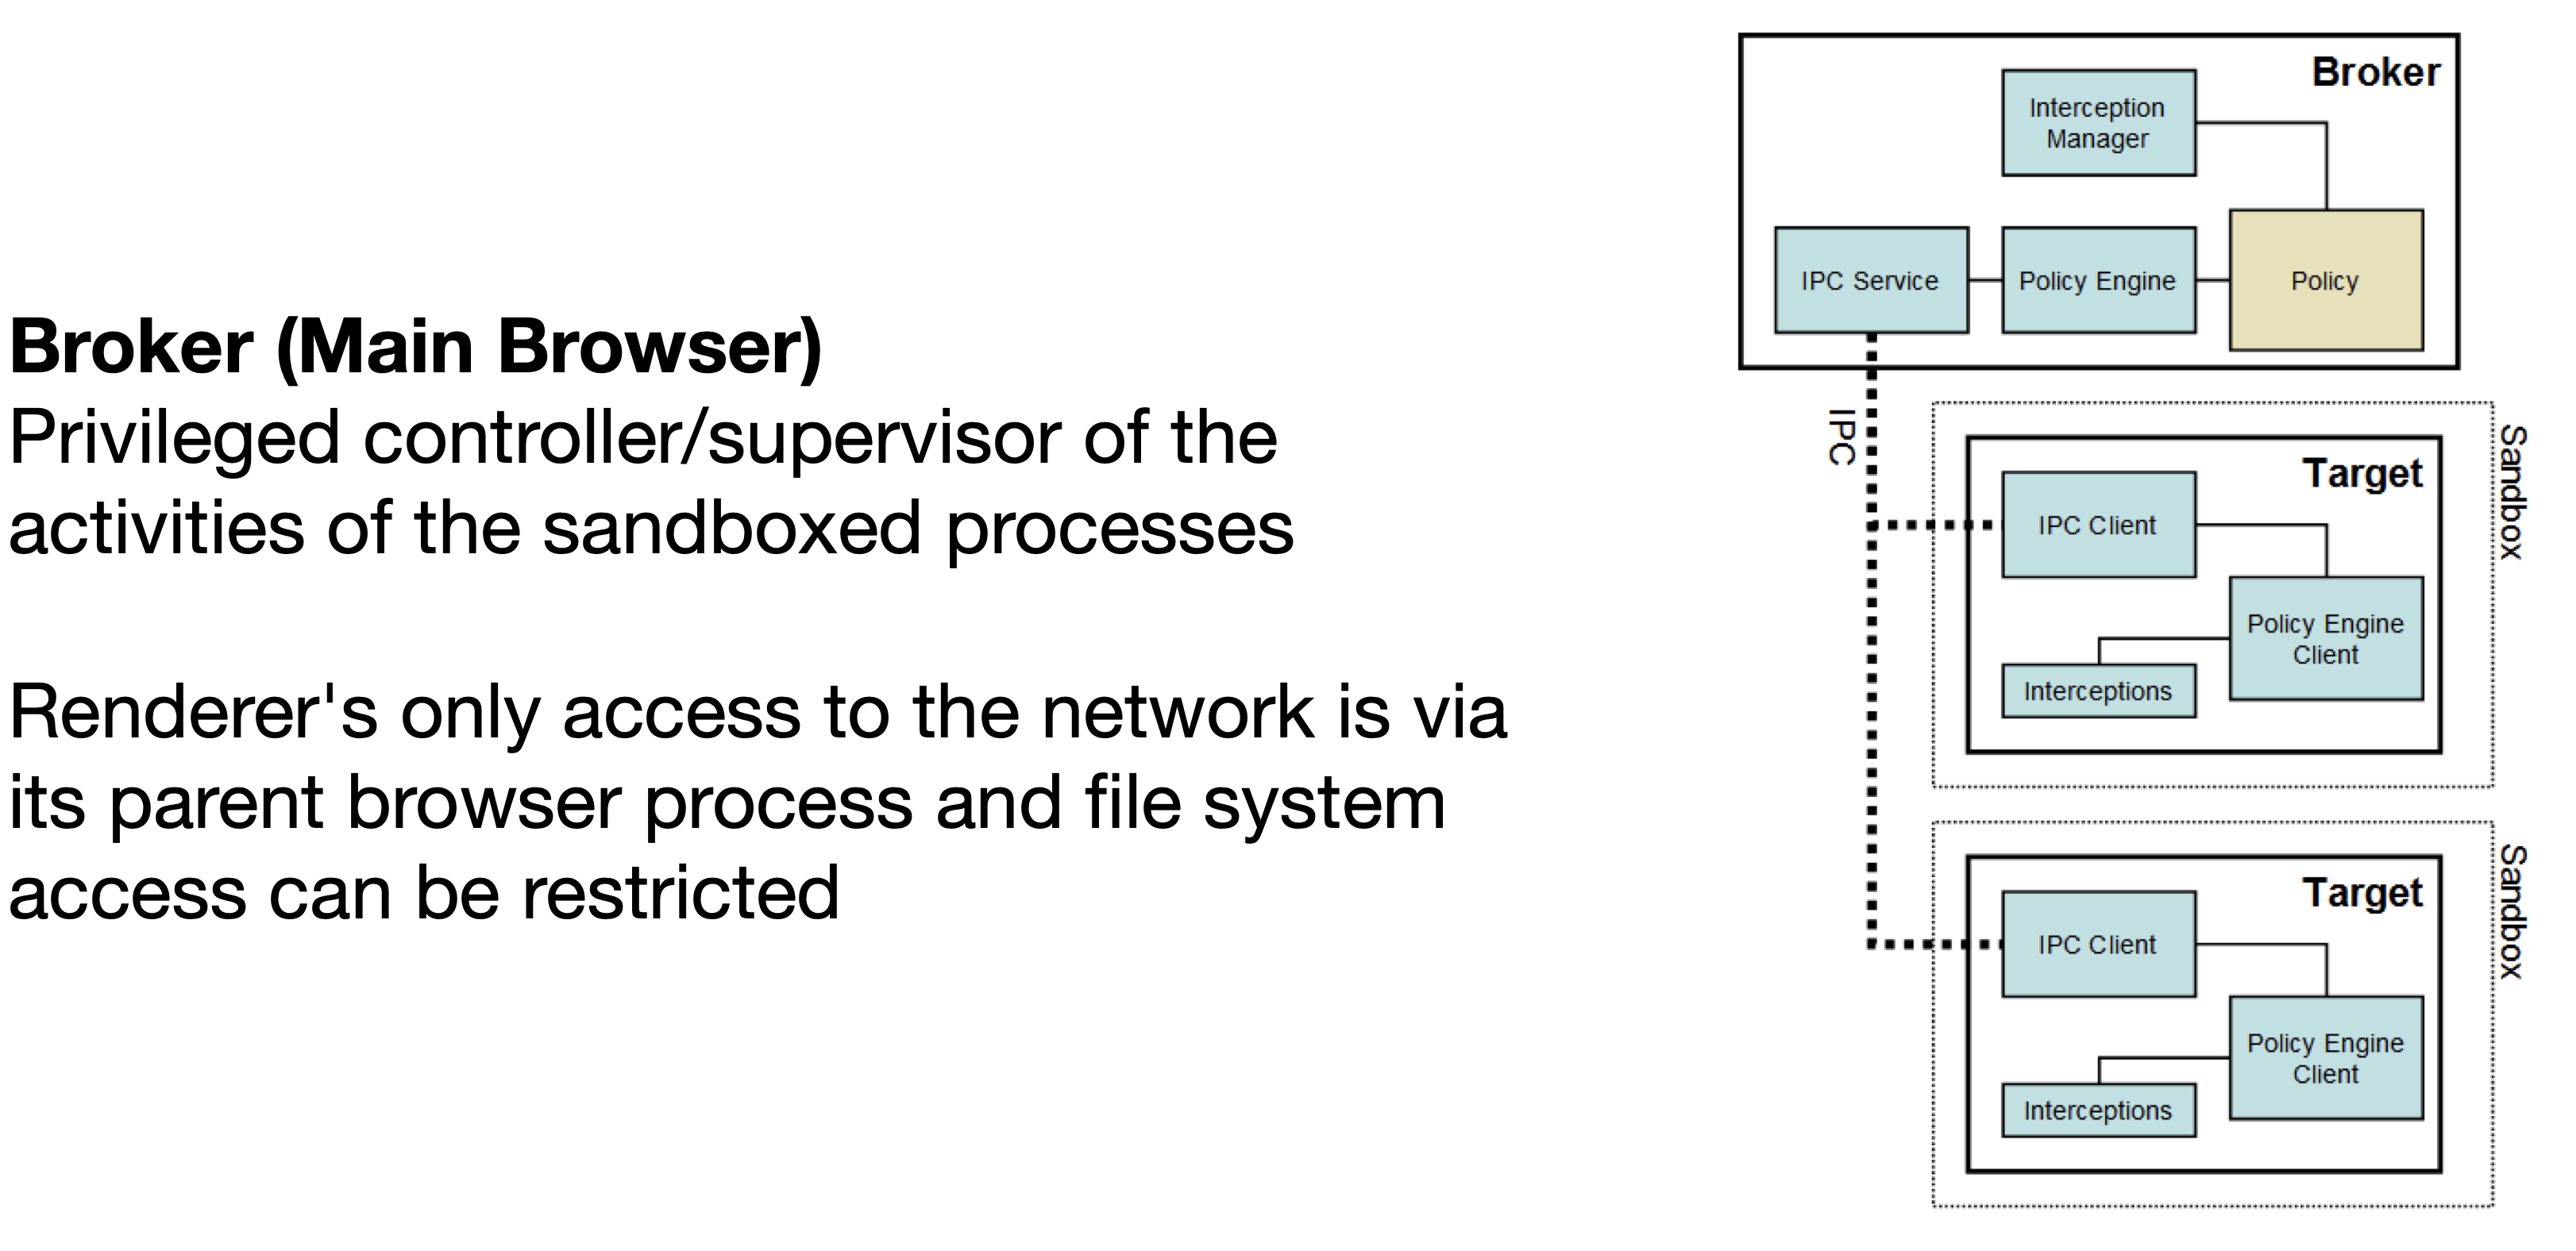 Broker (Main Browser)
Privileged controller/supervisor of the
activities of the sandboxed processes
Renderer's only access to the network is via
its parent browser process and file system
access can be restricted
Broker
Interception
Manager
IPC Service
Policy Engine
Policy
IPC
Sandbox
Target
IPC Client
Policy Engine
Client
Interceptions
Sandbox
Target
IPC Client
Policy Engine
Client
Interceptions